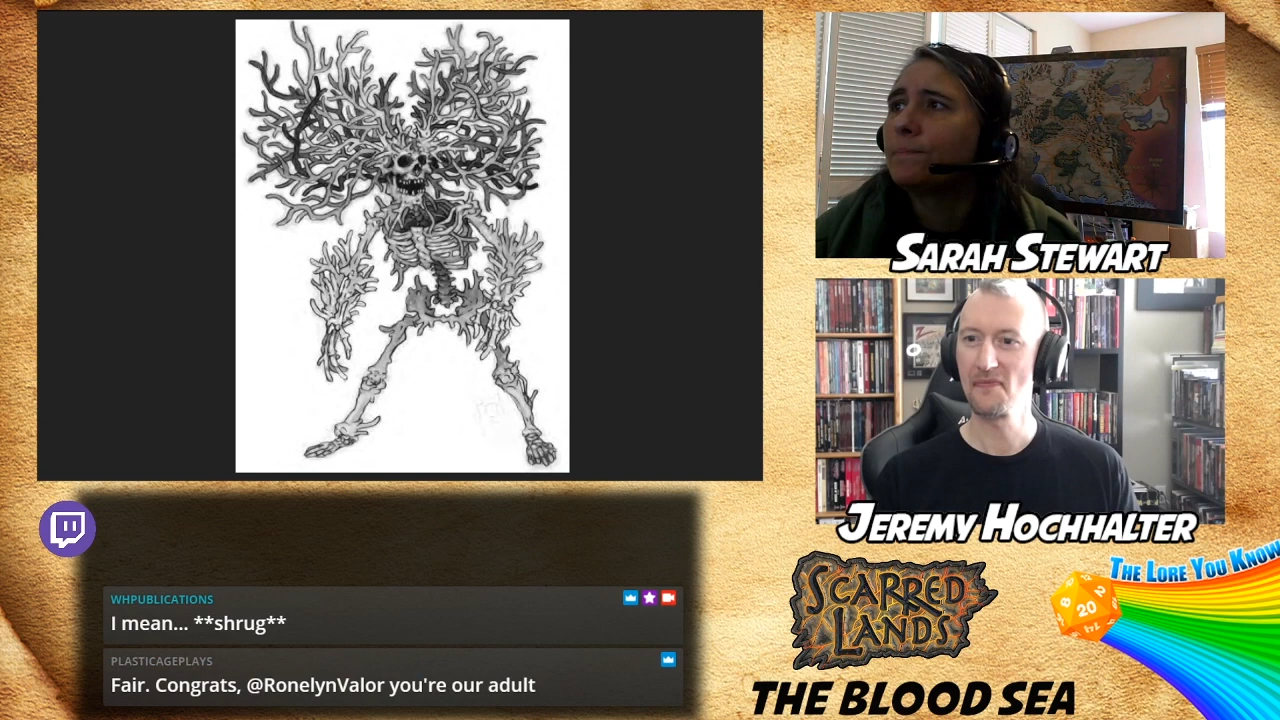 SARAH STEWART
JEREMY HOCHHALTER
WHPUBLICATIONS
I mean... **shrug**
PLASTICAGEPLAYS
Fair. Congrats, @RonelynValor you're our adult
SCARRED
LANDS
THE LORE YOU KNOW
20
8
THE BLOOD SEA